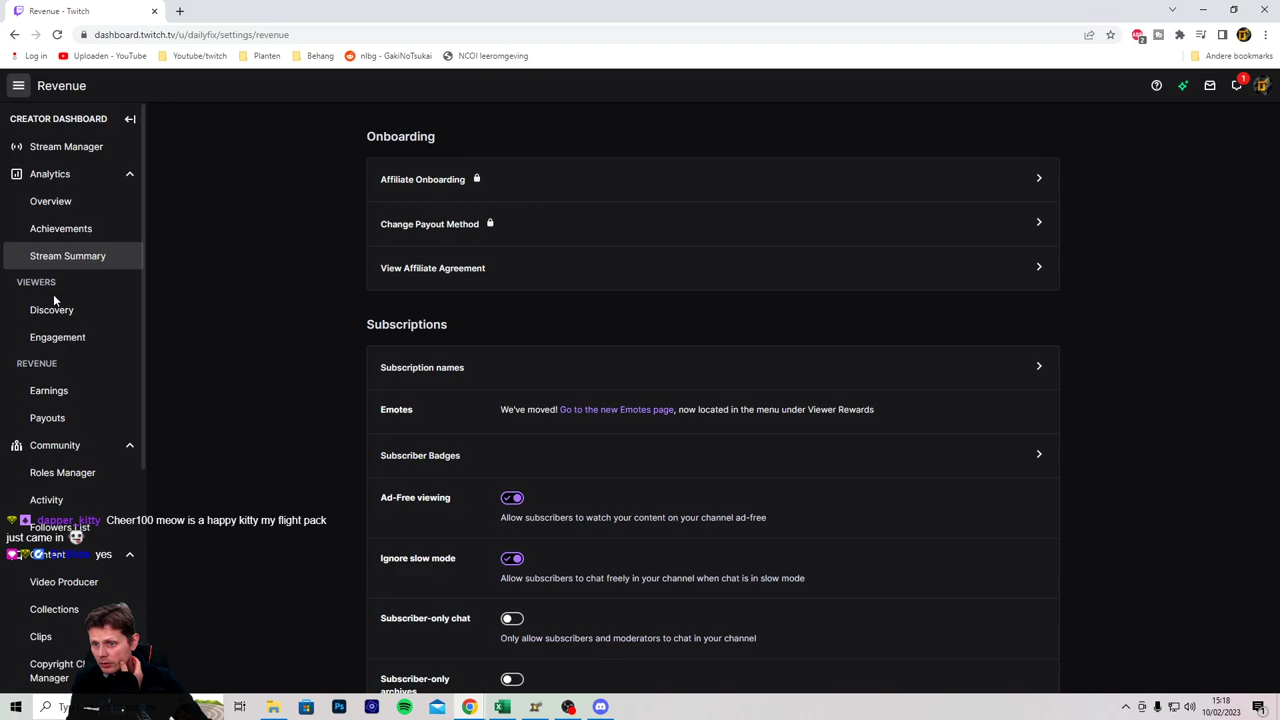 Revenue - Twitch
dashboard.twitch.tv/u/dailyfix/settings/revenue
2
Log in
Uploaden - YouTube
Youtube/twitch
Planten
Behang
nlbg - GakiNoTsukai
NCOI leeromgeving
Andere bookmarks
Revenue
1
CREATOR DASHBOARD
Stream Manager
Analytics
Overview
Achievements
Stream Summary
VIEWERS
Discovery
Engagement
REVENUE
Earnings
Payouts
Community
Roles Manager
Activity
Followers List
dapper_kitty Cheer100 meow is a happy kitty my flight pack
just came in
yes
Content
Video Producer
Collections
Clips
Copyright
Manager
Onboarding
Affiliate Onboarding
Change Payout Method
View Affiliate Agreement
Subscriptions
Subscription names
Emotes
We've moved! Go to the new Emotes page, now located in the menu under Viewer Rewards
Subscriber Badges
Ad-Free viewing
Allow subscribers to watch your content on your channel ad-free
Ignore slow mode
Allow subscribers to chat freely in your channel when chat is in slow mode
Subscriber-only chat
Only allow subscribers and moderators to chat in your channel
Subscriber-only
archives
15:18
10/02/2023